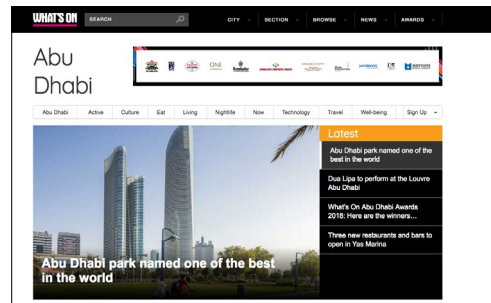 WHAT'S ON
SEARCH
CITY
SECTION
BROWSE
NEWS
AWARDS
Abu
Dhabi
ONE
Abu Dhabi
Active
Culture
Eat
Living
Nightlife
Now
Technology
Travel
Well-being
Sign Up
Latest
Abu Dhabi park named one of the
best in the world
Dua Lipa to perform at the Louvre
Abu Dhabi
What's On Abu Dhabi Awards
2018: Here are the winners...
Three new restaurants and bars to
open in Yas Marina
Abu Dhabi park named one of the best
in the world